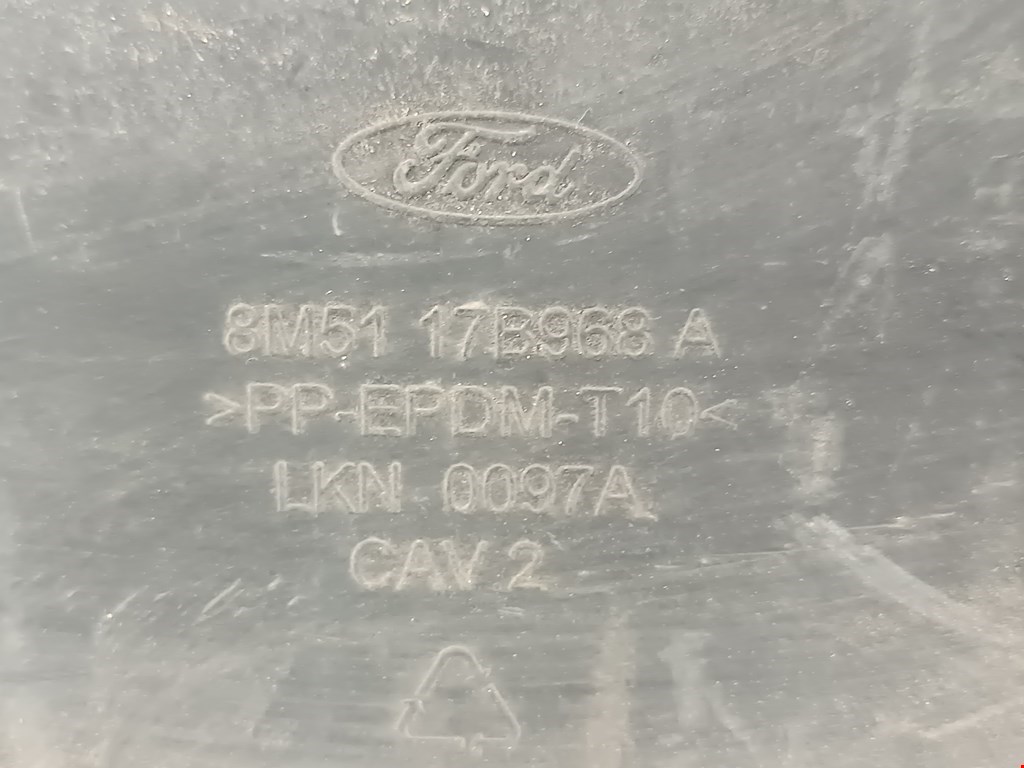 Ford
8M51 17B968 A
>PP-EPDM-T10<
LKN 0097A
CAV 2